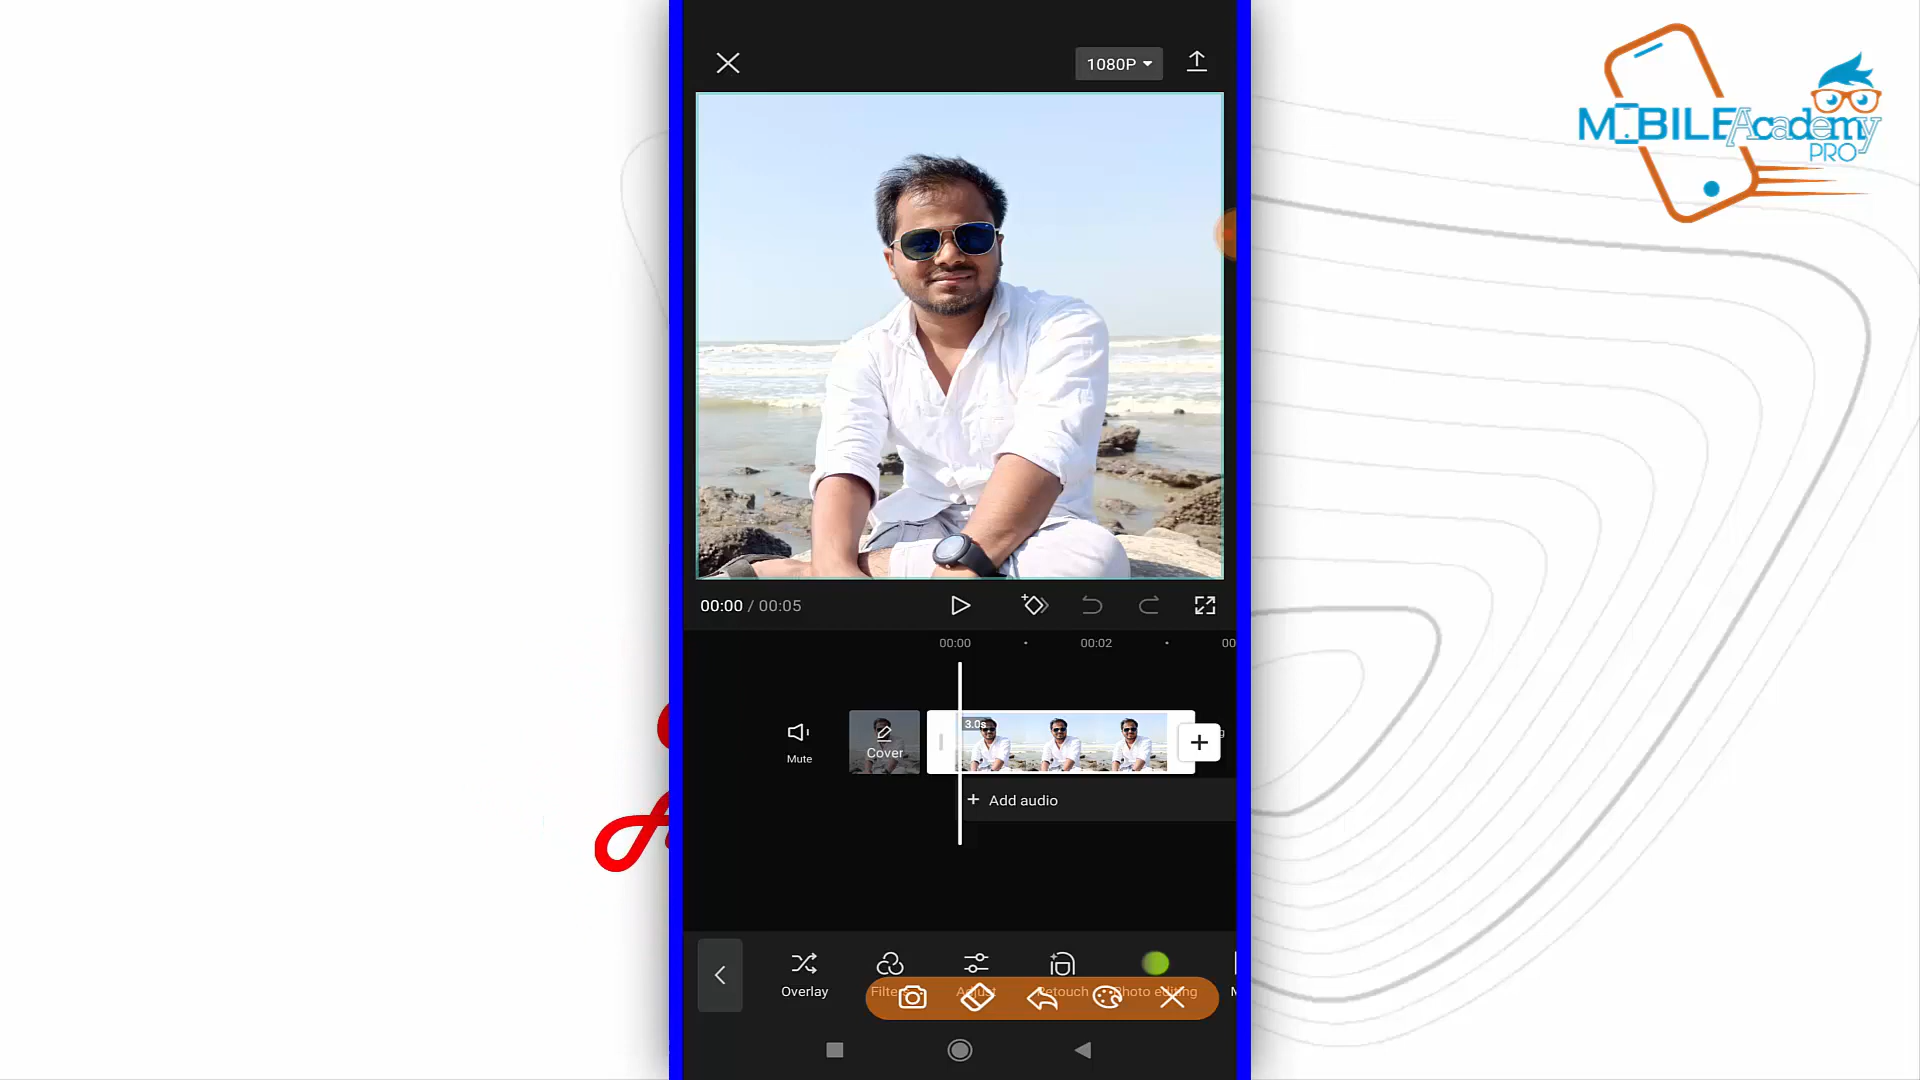 1080P
MOBILE Academy
PRO
00:00 / 00:05
00:00
00:02
00
3.0s
Mute
Cover
+ Add audio
Overlay
Filters
Adjust
Retouch
Photo editing